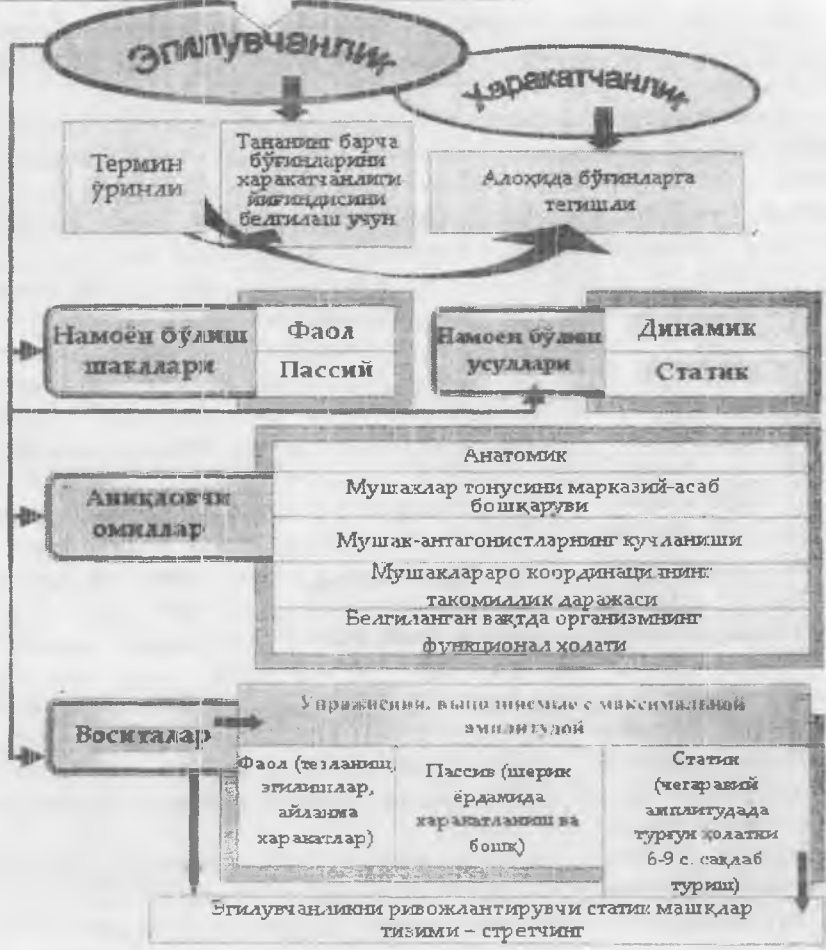 Эгилувчанлик
Ҳаракатчанлик
Термин
ўринли
Тананинг барча
бўғинларини
ҳаракатчанлиги
йиғиндисини
белгилаш учун
Алоҳида бўғинларга
тегишли
Намоён бўлиш
шакллари
Фаол
Пассий
Намоен бўлиш
усуллари
Динамик
Статик
Аниқловчи
омиллар
Анатомик
Мушаклар тонусини марказий-асаб
бошқаруви
Мушак-антагонистларнинг кучланиши
Мушаклараро координациянинг
такомиллик даражаси
Белгиланган вақтда организмнинг
функционал ҳолати
Воситалар
Упражнения, выполняемые с максимальной
амплитудой
Фаол (тезланиш,
эгилишлар,
айланма
ҳаракатлар)
Пассив (шерик
ёрдамида
ҳаракатланиш ва
бошқ)
Статик
(чегаравий
амплитудада
турғун ҳолатни
6-9 с. сақлаб
туриш)
Эгилувчанликни ривожлантирувчи статик машқлар
тизими – стретчинг